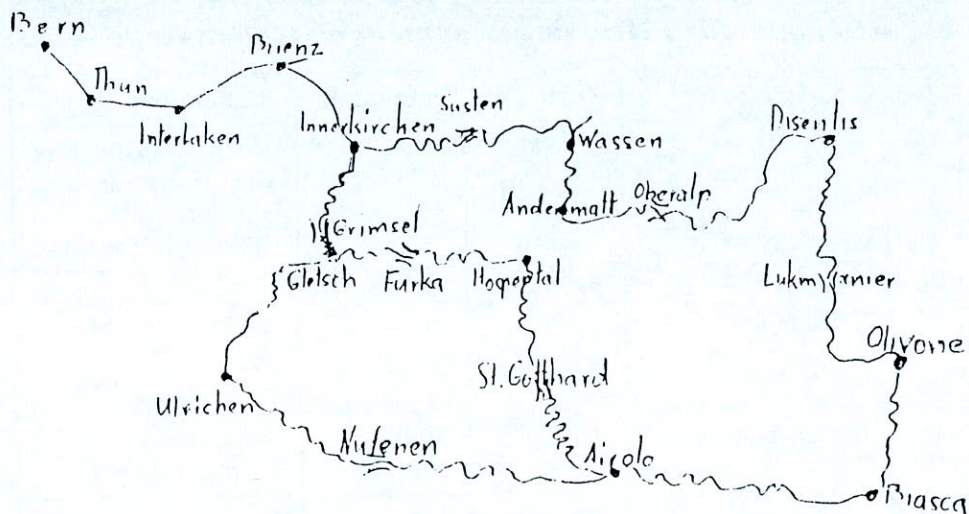 Bern
Brienz
Thun
Interlaken
Innerkirchen
Susten
Wassen
Disentis
Andermatt
Oberalp
Grimsel
Gletsch
Furka
Hospental
Lukmanier
Olivone
St. Gotthard
Ulrichen
Nufenen
Airolo
Biasca